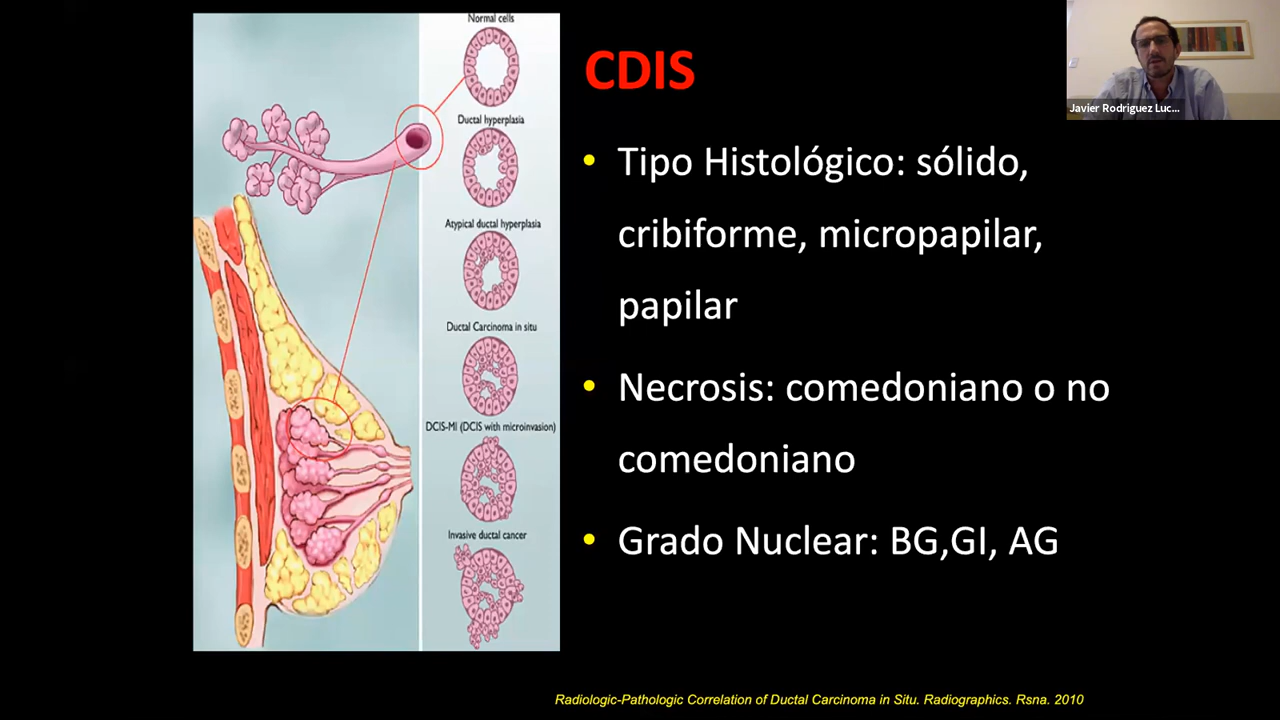 Normal cells
Ductal hyperplasia
Atypical ductal hyperplasia
Ductal Carcinoma in situ
DCIS-MI (DCIS with microinvasion)
Invasive ductal cancer
CDIS
• Tipo Histológico: sólido,
cribiforme, micropapilar,
papilar
• Necrosis: comedoniano o no
comedoniano
• Grado Nuclear: BG,GI, AG
Radiologic-Pathologic Correlation of Ductal Carcinoma in Situ. Radiographics. Rsna. 2010
Javier Rodriguez Luc...